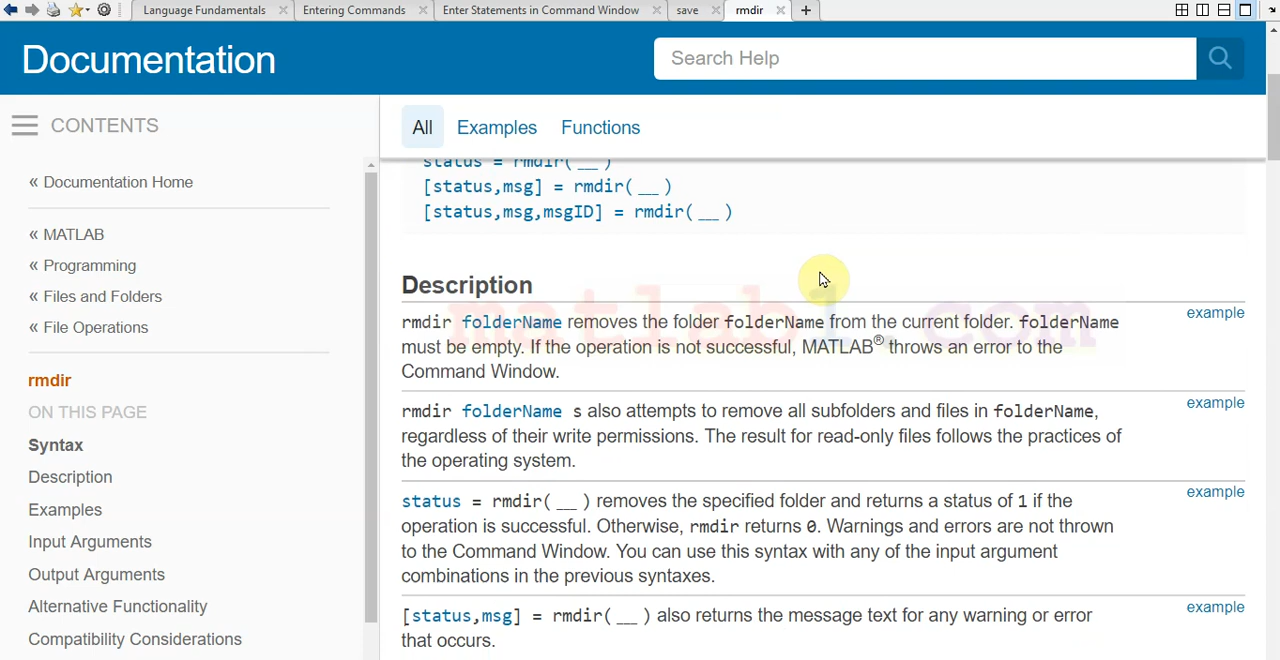 Language Fundamentals
Entering Commands
Enter Statements in Command Window
save
rmdir
Documentation
Search Help
CONTENTS
« Documentation Home
« MATLAB
« Programming
« Files and Folders
« File Operations
rmdir
ON THIS PAGE
Syntax
Description
Examples
Input Arguments
Output Arguments
Alternative Functionality
Compatibility Considerations
All Examples Functions
status = rmdir( __ )
[status,msg] = rmdir( __ )
[status,msg,msgID] = rmdir( __ )
Description
rmdir folderName removes the folder folderName from the current folder. folderName
must be empty. If the operation is not successful, MATLAB® throws an error to the
Command Window.
example
rmdir folderName s also attempts to remove all subfolders and files in folderName,
regardless of their write permissions. The result for read-only files follows the practices of
the operating system.
example
status = rmdir( __ ) removes the specified folder and returns a status of 1 if the
operation is successful. Otherwise, rmdir returns 0. Warnings and errors are not thrown
to the Command Window. You can use this syntax with any of the input argument
combinations in the previous syntaxes.
example
[status,msg] = rmdir( __ ) also returns the message text for any warning or error
that occurs.
example
matlab1.com